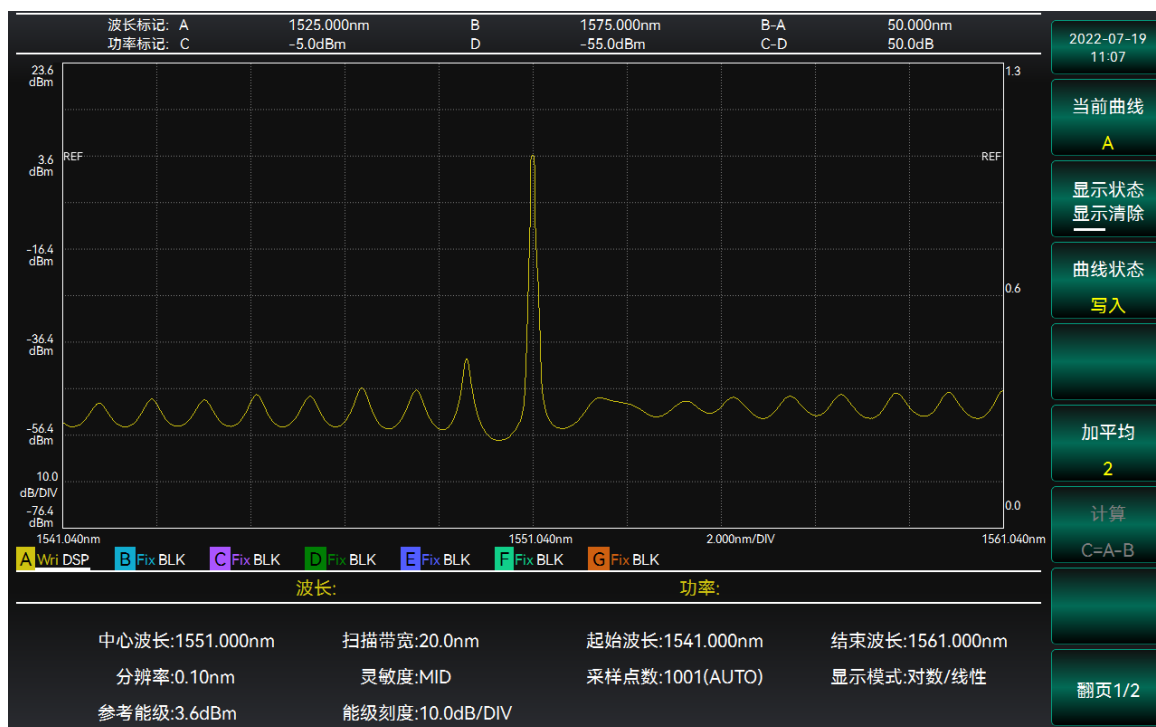 波长标记: A 1525.000nm B 1575.000nm B-A 50.000nm
功率标记: C -5.0dBm D -55.0dBm C-D 50.0dB
2022-07-19
11:07
23.6
dBm
1.3
当前曲线
A
3.6
dBm
REF
REF
显示状态
显示清除
-16.4
dBm
曲线状态
写入
0.6
-36.4
dBm
-56.4
dBm
加平均
2
10.0
dB/DIV
-76.4
dBm
0.0
计算
C=A-B
1541.040nm 1551.040nm 2.000nm/DIV 1561.040nm
A Wri DSP B Fix BLK C Fix BLK D Fix BLK E Fix BLK F Fix BLK G Fix BLK
波长: 功率:
中心波长:1551.000nm 扫描带宽:20.0nm 起始波长:1541.000nm 结束波长:1561.000nm
分辨率:0.10nm 灵敏度:MID 采样点数:1001(AUTO) 显示模式:对数/线性
参考能级:3.6dBm 能级刻度:10.0dB/DIV
翻页1/2